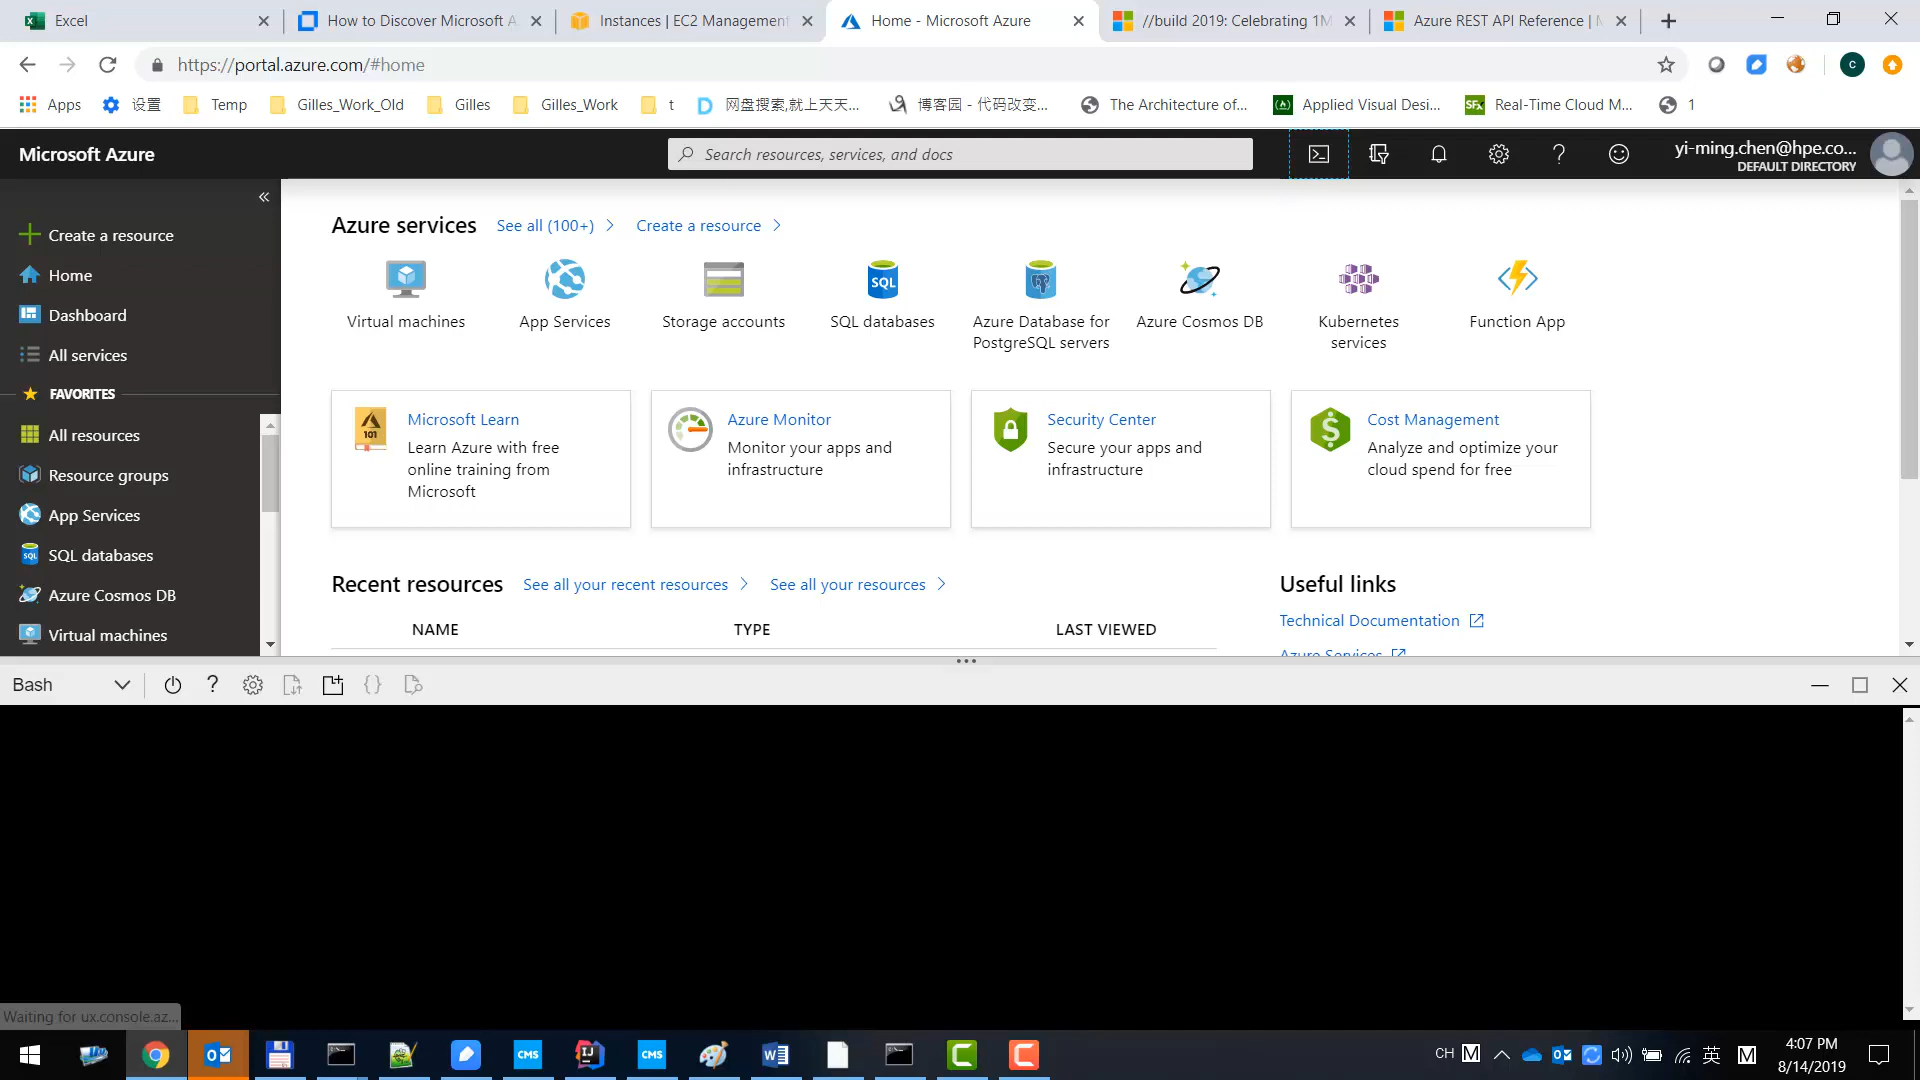 Excel
How to Discover Microsoft A
Instances | EC2 Management
Home - Microsoft Azure
//build 2019: Celebrating 1M
Azure REST API Reference | M
https://portal.azure.com/#home
C
Apps
设置
Temp
Gilles_Work_Old
Gilles
Gilles_Work
t
网盘搜索,就上天天...
博客园 - 代码改变...
The Architecture of...
Applied Visual Desi...
Real-Time Cloud M...
1
Microsoft Azure
Search resources, services, and docs
yi-ming.chen@hpe.co...
DEFAULT DIRECTORY
Create a resource
Home
Dashboard
All services
FAVORITES
All resources
Resource groups
App Services
SQL databases
Azure Cosmos DB
Virtual machines
Azure services
See all (100+)
Create a resource
SQL
Virtual machines
App Services
Storage accounts
SQL databases
Azure Database for
PostgreSQL servers
Azure Cosmos DB
Kubernetes
services
Function App
101
Microsoft Learn
Learn Azure with free
online training from
Microsoft
Azure Monitor
Monitor your apps and
infrastructure
Security Center
Secure your apps and
infrastructure
Cost Management
Analyze and optimize your
cloud spend for free
Recent resources
See all your recent resources
See all your resources
NAME
TYPE
LAST VIEWED
Useful links
Technical Documentation
Azure Services
Bash
Waiting for ux.console.az...
CMS
CMS
CH
M
英
M
4:07 PM
8/14/2019